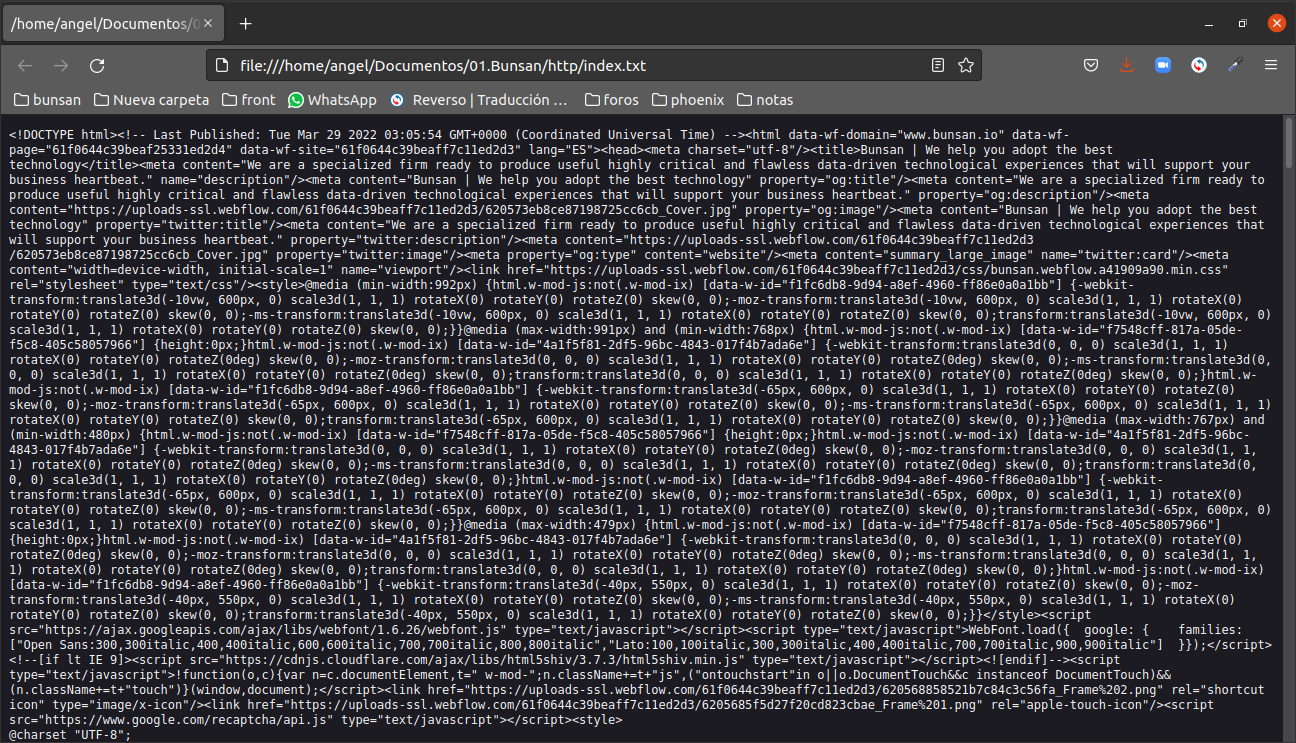 /home/angel/Documentos/0
file:///home/angel/Documentos/01.Bunsan/http/index.txt
bunsan Nueva carpeta front WhatsApp Reverso | Traducción ... foros phoenix notas
<!DOCTYPE html><!-- Last Published: Tue Mar 29 2022 03:05:54 GMT+0000 (Coordinated Universal Time) --><html data-wf-domain="www.bunsan.io" data-wf-
page="61f0644c39beaf25331ed2d4" data-wf-site="61f0644c39beaff7c11ed2d3" lang="ES"><head><meta charset="utf-8"/><title>Bunsan | We help you adopt the best
technology</title><meta content="We are a specialized firm ready to produce useful highly critical and flawless data-driven technological experiences that will support your
business heartbeat." name="description"/><meta content="Bunsan | We help you adopt the best technology" property="og:title"/><meta content="We are a specialized firm ready to
produce useful highly critical and flawless data-driven technological experiences that will support your business heartbeat." property="og:description"/><meta
content="https://uploads-ssl.webflow.com/61f0644c39beaff7c11ed2d3/620573eb8ce87198725cc6cb_Cover.jpg" property="og:image"/><meta content="Bunsan | We help you adopt the best
technology" property="twitter:title"/><meta content="We are a specialized firm ready to produce useful highly critical and flawless data-driven technological experiences that
will support your business heartbeat." property="twitter:description"/><meta content="https://uploads-ssl.webflow.com/61f0644c39beaff7c11ed2d3
/620573eb8ce87198725cc6cb_Cover.jpg" property="twitter:image"/><meta property="og:type" content="website"/><meta content="summary_large_image" name="twitter:card"/><meta
content="width=device-width, initial-scale=1" name="viewport"/><link href="https://uploads-ssl.webflow.com/61f0644c39beaff7c11ed2d3/css/bunsan.webflow.a41909a90.min.css"
rel="stylesheet" type="text/css"/><style>@media (min-width:992px) {html.w-mod-js:not(.w-mod-ix) [data-w-id="f1fc6db8-9d94-a8ef-4960-ff86e0a0a1bb"] {-webkit-
transform:translate3d(-10vw, 600px, 0) scale3d(1, 1, 1) rotateX(0) rotateY(0) rotateZ(0) skew(0, 0);-moz-transform:translate3d(-10vw, 600px, 0) scale3d(1, 1, 1) rotateX(0)
rotateY(0) rotateZ(0) skew(0, 0);-ms-transform:translate3d(-10vw, 600px, 0) scale3d(1, 1, 1) rotateX(0) rotateY(0) rotateZ(0) skew(0, 0);transform:translate3d(-10vw, 600px, 0)
scale3d(1, 1, 1) rotateX(0) rotateY(0) rotateZ(0) skew(0, 0);}}@media (max-width:991px) and (min-width:768px) {html.w-mod-js:not(.w-mod-ix) [data-w-id="f7548cff-817a-05de-
f5c8-405c58057966"] {height:0px;}html.w-mod-js:not(.w-mod-ix) [data-w-id="4a1f5f81-2df5-96bc-4843-017f4b7ada6e"] {-webkit-transform:translate3d(0, 0, 0) scale3d(1, 1, 1)
rotateX(0) rotateY(0) rotateZ(0deg) skew(0, 0);-moz-transform:translate3d(0, 0, 0) scale3d(1, 1, 1) rotateX(0) rotateY(0) rotateZ(0deg) skew(0, 0);-ms-transform:translate3d(0,
0, 0) scale3d(1, 1, 1) rotateX(0) rotateY(0) rotateZ(0deg) skew(0, 0);transform:translate3d(0, 0, 0) scale3d(1, 1, 1) rotateX(0) rotateY(0) rotateZ(0deg) skew(0, 0);}html.w-
mod-js:not(.w-mod-ix) [data-w-id="f1fc6db8-9d94-a8ef-4960-ff86e0a0a1bb"] {-webkit-transform:translate3d(-65px, 600px, 0) scale3d(1, 1, 1) rotateX(0) rotateY(0) rotateZ(0)
skew(0, 0);-moz-transform:translate3d(-65px, 600px, 0) scale3d(1, 1, 1) rotateX(0) rotateY(0) rotateZ(0) skew(0, 0);-ms-transform:translate3d(-65px, 600px, 0) scale3d(1, 1, 1)
rotateX(0) rotateY(0) rotateZ(0) skew(0, 0);transform:translate3d(-65px, 600px, 0) scale3d(1, 1, 1) rotateX(0) rotateY(0) rotateZ(0) skew(0, 0);}}@media (max-width:767px) and
(min-width:480px) {html.w-mod-js:not(.w-mod-ix) [data-w-id="f7548cff-817a-05de-f5c8-405c58057966"] {height:0px;}html.w-mod-js:not(.w-mod-ix) [data-w-id="4a1f5f81-2df5-96bc-
4843-017f4b7ada6e"] {-webkit-transform:translate3d(0, 0, 0) scale3d(1, 1, 1) rotateX(0) rotateY(0) rotateZ(0deg) skew(0, 0);-moz-transform:translate3d(0, 0, 0) scale3d(1, 1,
1) rotateX(0) rotateY(0) rotateZ(0deg) skew(0, 0);-ms-transform:translate3d(0, 0, 0) scale3d(1, 1, 1) rotateX(0) rotateY(0) rotateZ(0deg) skew(0, 0);transform:translate3d(0,
0, 0) scale3d(1, 1, 1) rotateX(0) rotateY(0) rotateZ(0deg) skew(0, 0);}html.w-mod-js:not(.w-mod-ix) [data-w-id="f1fc6db8-9d94-a8ef-4960-ff86e0a0a1bb"] {-webkit-
transform:translate3d(-65px, 600px, 0) scale3d(1, 1, 1) rotateX(0) rotateY(0) rotateZ(0) skew(0, 0);-moz-transform:translate3d(-65px, 600px, 0) scale3d(1, 1, 1) rotateX(0)
rotateY(0) rotateZ(0) skew(0, 0);-ms-transform:translate3d(-65px, 600px, 0) scale3d(1, 1, 1) rotateX(0) rotateY(0) rotateZ(0) skew(0, 0);transform:translate3d(-65px, 600px, 0)
scale3d(1, 1, 1) rotateX(0) rotateY(0) rotateZ(0) skew(0, 0);}}@media (max-width:479px) {html.w-mod-js:not(.w-mod-ix) [data-w-id="f7548cff-817a-05de-f5c8-405c58057966"]
{height:0px;}html.w-mod-js:not(.w-mod-ix) [data-w-id="4a1f5f81-2df5-96bc-4843-017f4b7ada6e"] {-webkit-transform:translate3d(0, 0, 0) scale3d(1, 1, 1) rotateX(0) rotateY(0)
rotateZ(0deg) skew(0, 0);-moz-transform:translate3d(0, 0, 0) scale3d(1, 1, 1) rotateX(0) rotateY(0) rotateZ(0deg) skew(0, 0);-ms-transform:translate3d(0, 0, 0) scale3d(1, 1,
1) rotateX(0) rotateY(0) rotateZ(0deg) skew(0, 0);transform:translate3d(0, 0, 0) scale3d(1, 1, 1) rotateX(0) rotateY(0) rotateZ(0deg) skew(0, 0);}html.w-mod-js:not(.w-mod-ix)
[data-w-id="f1fc6db8-9d94-a8ef-4960-ff86e0a0a1bb"] {-webkit-transform:translate3d(-40px, 550px, 0) scale3d(1, 1, 1) rotateX(0) rotateY(0) rotateZ(0) skew(0, 0);-moz-
transform:translate3d(-40px, 550px, 0) scale3d(1, 1, 1) rotateX(0) rotateY(0) rotateZ(0) skew(0, 0);-ms-transform:translate3d(-40px, 550px, 0) scale3d(1, 1, 1) rotateX(0)
rotateY(0) rotateZ(0) skew(0, 0);transform:translate3d(-40px, 550px, 0) scale3d(1, 1, 1) rotateX(0) rotateY(0) rotateZ(0) skew(0, 0);}}</style><script
src="https://ajax.googleapis.com/ajax/libs/webfont/1.6.26/webfont.js" type="text/javascript"></script><script type="text/javascript">WebFont.load({  google: {    families:
["Open Sans:300,300italic,400,400italic,600,600italic,700,700italic,800,800italic","Lato:100,100italic,300,300italic,400,400italic,700,700italic,900,900italic"]  }});</script>
<!--[if lt IE 9]><script src="https://cdnjs.cloudflare.com/ajax/libs/html5shiv/3.7.3/html5shiv.min.js" type="text/javascript"></script><![endif]--><script
type="text/javascript">!function(o,c){var n=c.documentElement,t=" w-mod-";n.className+=t+"js",("ontouchstart"in o||o.DocumentTouch&&c instanceof DocumentTouch)&&
(n.className+=t+"touch")}(window,document);</script><link href="https://uploads-ssl.webflow.com/61f0644c39beaff7c11ed2d3/620568858521b7c84c3c56fa_Frame%202.png" rel="shortcut
icon" type="image/x-icon"/><link href="https://uploads-ssl.webflow.com/61f0644c39beaff7c11ed2d3/6205685f5d27f20cd823cbae_Frame%201.png" rel="apple-touch-icon"/><script
src="https://www.google.com/recaptcha/api.js" type="text/javascript"></script><style>
@charset "UTF-8";